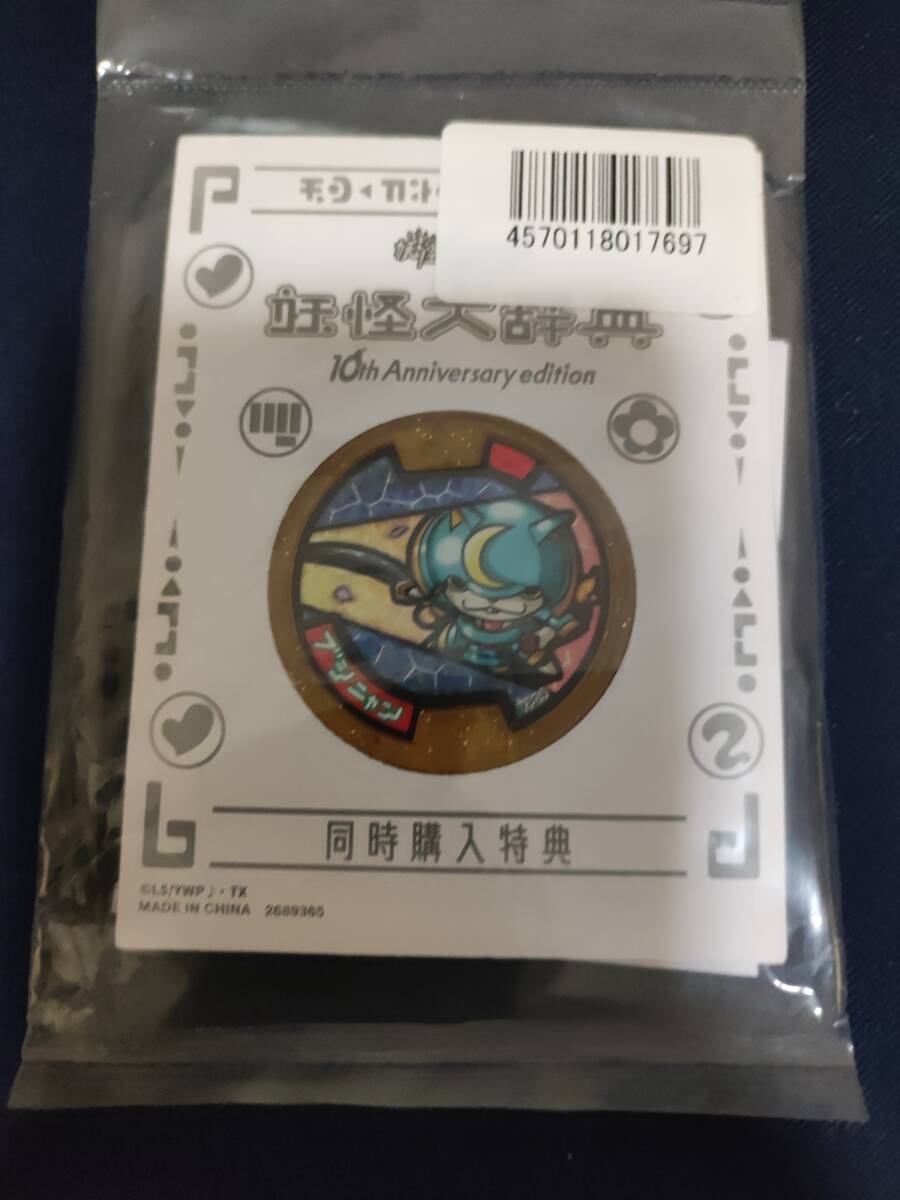 4570118017697
妖怪大辞典
10th Anniversary edition
ブシニャン
同時購入特典
©L5/YWP♪・TX
MADE IN CHINA 2689365